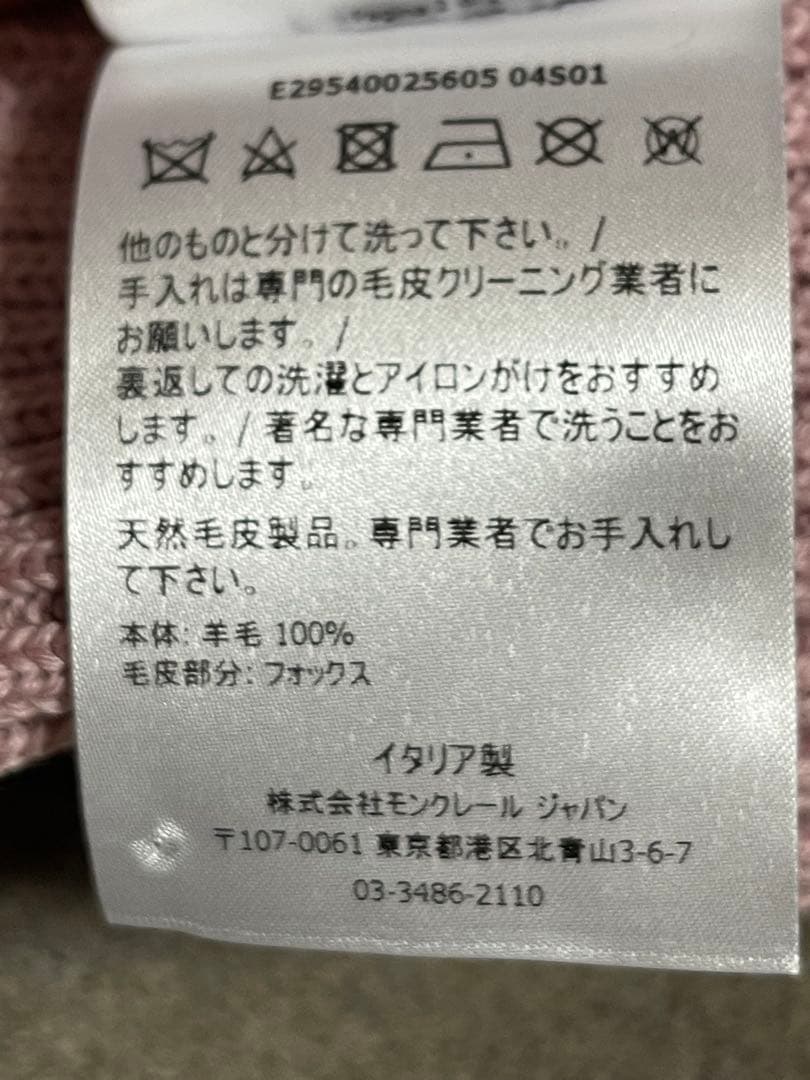 E29540025605 04S01
他のものと分けて洗って下さい。/
手入れは専門の毛皮クリーニング業者に
お願いします。/
裏返しての洗濯とアイロンがけをおすすめ
します。/ 著名な専門業者で洗うことをお
すすめします。
天然毛皮製品。専門業者でお手入れし
て下さい。
本体: 羊毛 100%
毛皮部分: フォックス
イタリア製
株式会社モンクレール ジャパン
〒107-0061 東京都港区北青山3-6-7
03-3486-2110